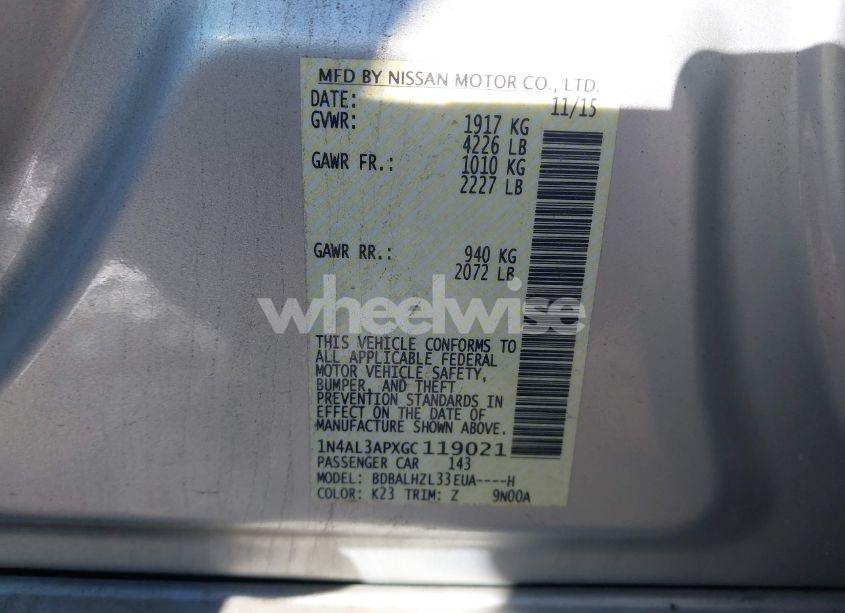 MFD BY NISSAN MOTOR CO., LTD.
DATE: 11/15
GVWR: 1917 KG
4226 LB
GAWR FR.: 1010 KG
2227 LB
GAWR RR.: 940 KG
2072 LB
wheelwise
THIS VEHICLE CONFORMS TO
ALL APPLICABLE FEDERAL
MOTOR VEHICLE SAFETY,
BUMPER, AND THEFT
PREVENTION STANDARDS IN
EFFECT ON THE DATE OF
MANUFACTURE SHOWN ABOVE.
1N4AL3APXGC119021
PASSENGER CAR 143
MODEL: BDBALHZL33EUA----H
COLOR: K23 TRIM: Z 9N00A